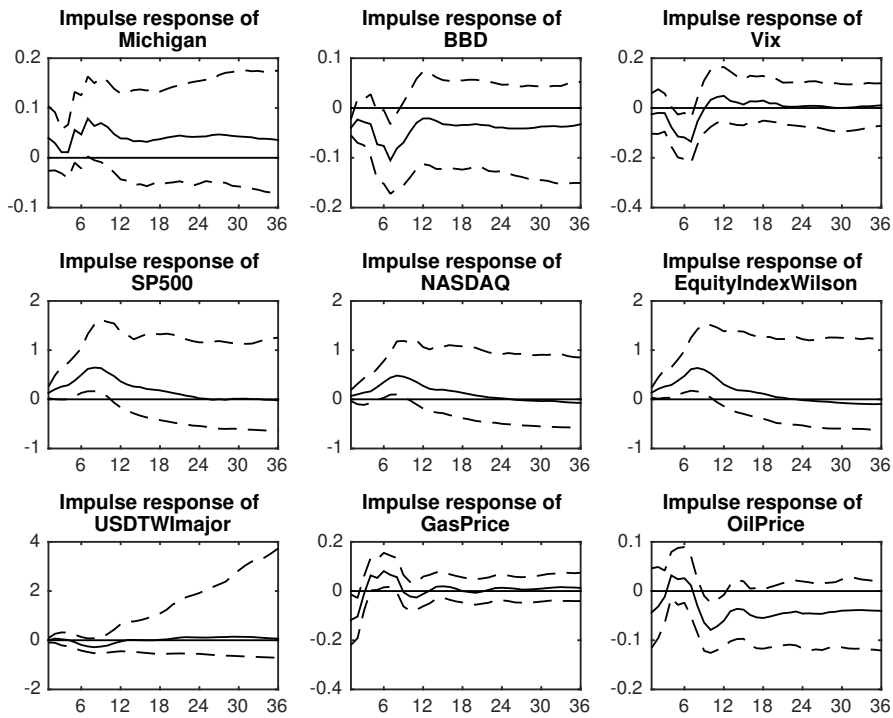 Impulse response of
Michigan
0.2
0.1
0
-0.1
6 12 18 24 30 36
Impulse response of
BBD
0.1
0
-0.1
-0.2
6 12 18 24 30 36
Impulse response of
Vix
0.2
0
-0.2
-0.4
6 12 18 24 30 36
Impulse response of
SP500
2
1
0
-1
6 12 18 24 30 36
Impulse response of
NASDAQ
2
1
0
-1
6 12 18 24 30 36
Impulse response of
EquityIndexWilson
2
1
0
-1
6 12 18 24 30 36
Impulse response of
USDTWImajor
4
2
0
-2
6 12 18 24 30 36
Impulse response of
GasPrice
0.2
0
-0.2
-0.4
6 12 18 24 30 36
Impulse response of
OilPrice
0.1
0
-0.1
-0.2
6 12 18 24 30 36